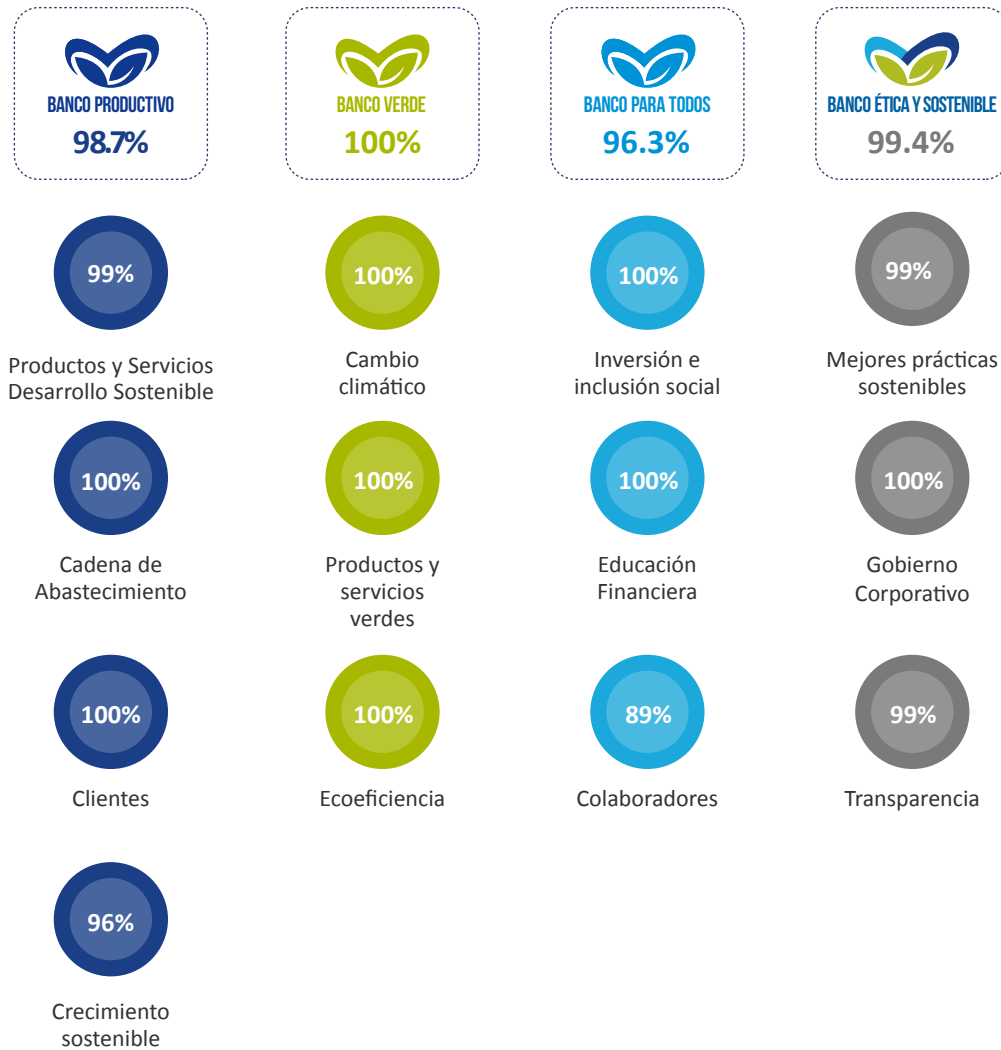 BANCO PRODUCTIVO
98.7%
BANCO VERDE
100%
BANCO PARA TODOS
96.3%
BANCO ÉTICA Y SOSTENIBLE
99.4%
99%
Productos y Servicios
Desarrollo Sostenible
100%
Cambio
climático
100%
Inversión e
inclusión social
99%
Mejores prácticas
sostenibles
100%
Cadena de
Abastecimiento
100%
Productos y
servicios
verdes
100%
Educación
Financiera
100%
Gobierno
Corporativo
100%
Clientes
100%
Ecoeficiencia
89%
Colaboradores
99%
Transparencia
96%
Crecimiento
sostenible